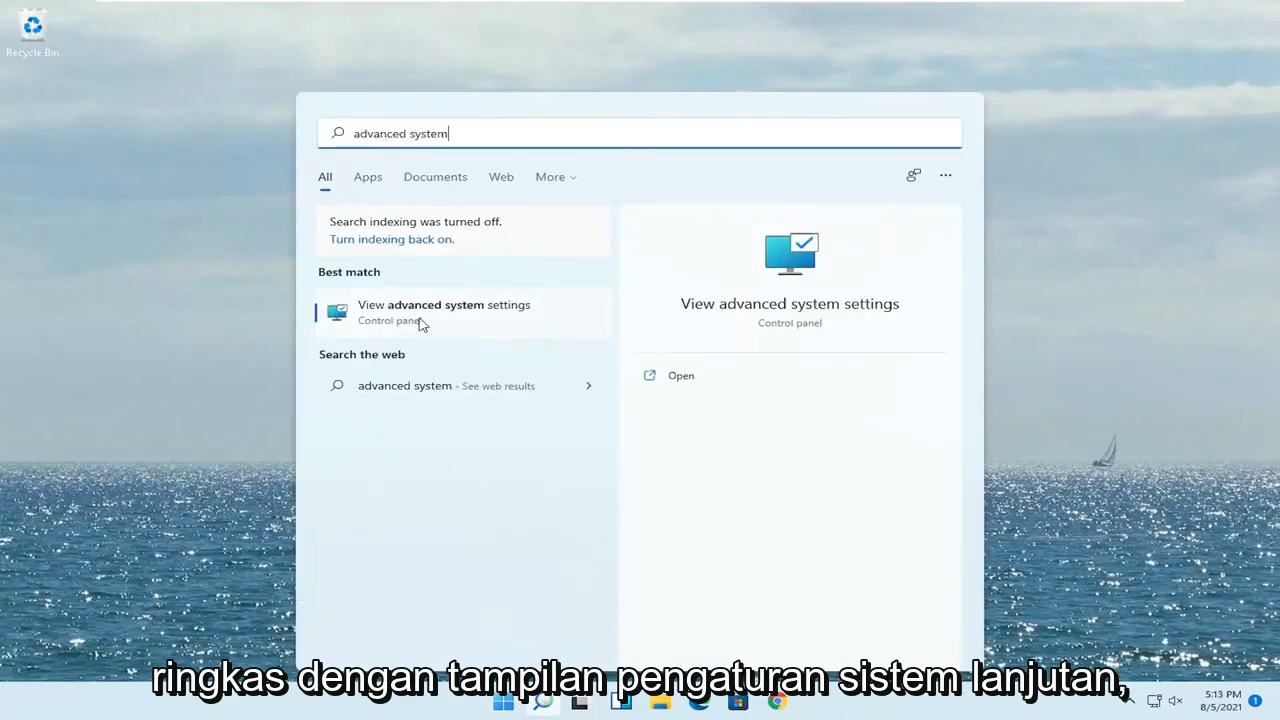 Recycle Bin
advanced system
All Apps Documents Web More
Search indexing was turned off.
Turn indexing back on.
Best match
View advanced system settings
Control panel
Search the web
advanced system - See web results
View advanced system settings
Control panel
Open
ringkas dengan tampilan pengaturan sistem lanjutan,
5:13 PM
8/5/2021
1